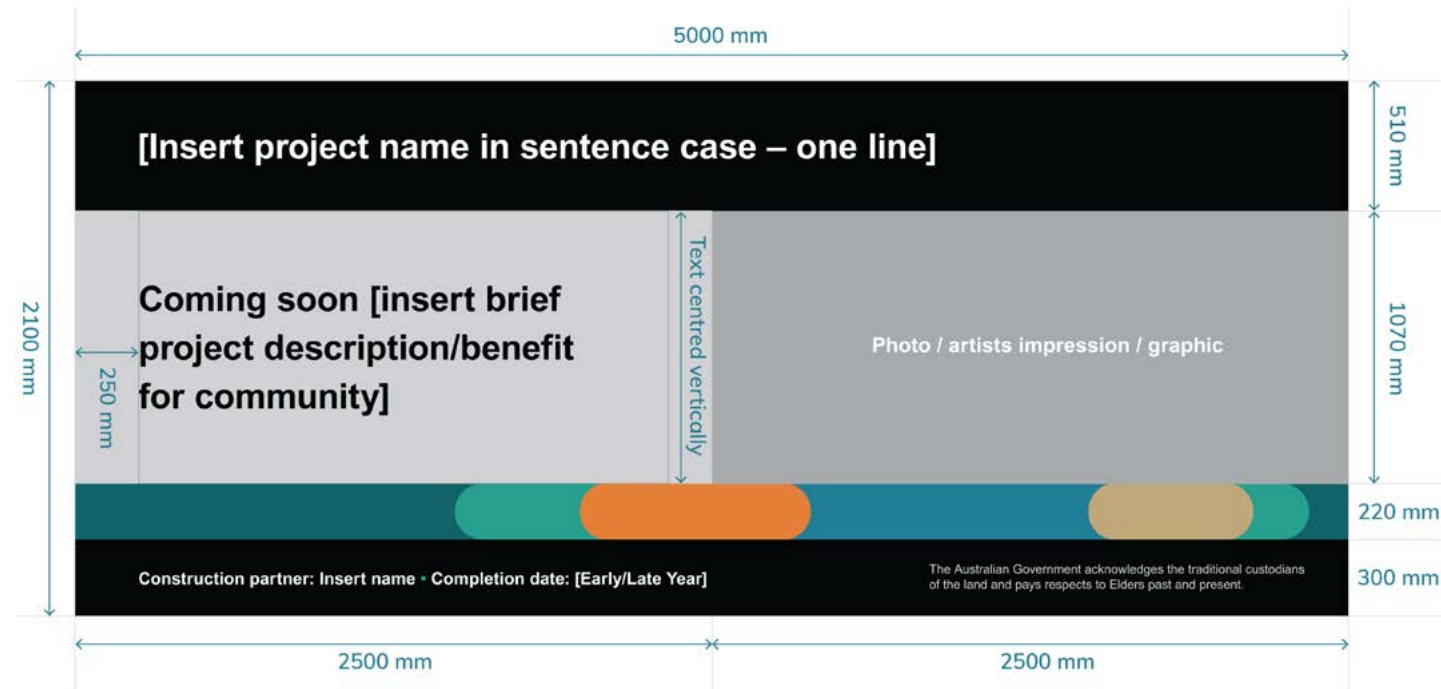 5000 mm
[Insert project name in sentence case – one line]
510 mm
2100 mm
250 mm
Coming soon [insert brief
project description/benefit
for community]
Text centred vertically
Photo / artists impression / graphic
1070 mm
220 mm
Construction partner: Insert name • Completion date: [Early/Late Year]
The Australian Government acknowledges the traditional custodians
of the land and pays respects to Elders past and present.
300 mm
2500 mm
2500 mm